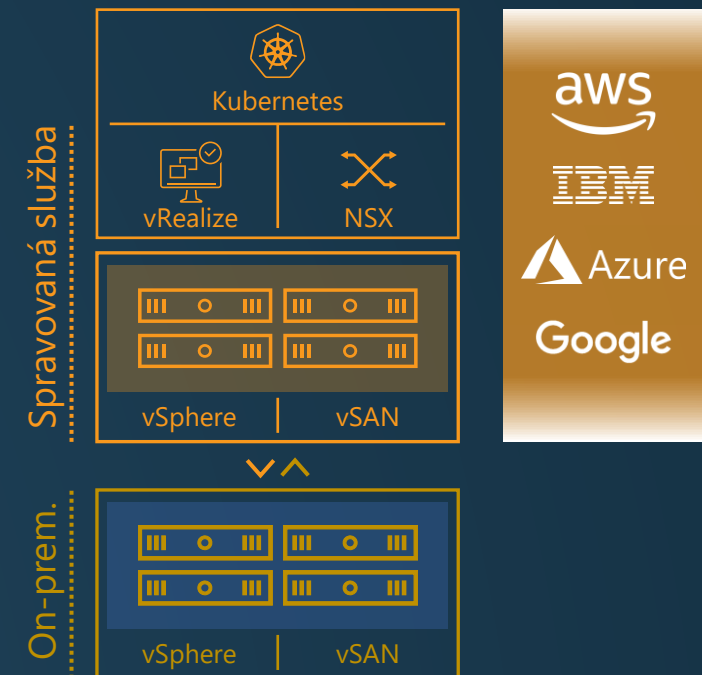 Spravovaná služba
Kubernetes
vRealize
NSX
vSphere
vSAN
aws
IBM
Azure
Google
On-prem.
vSphere
vSAN